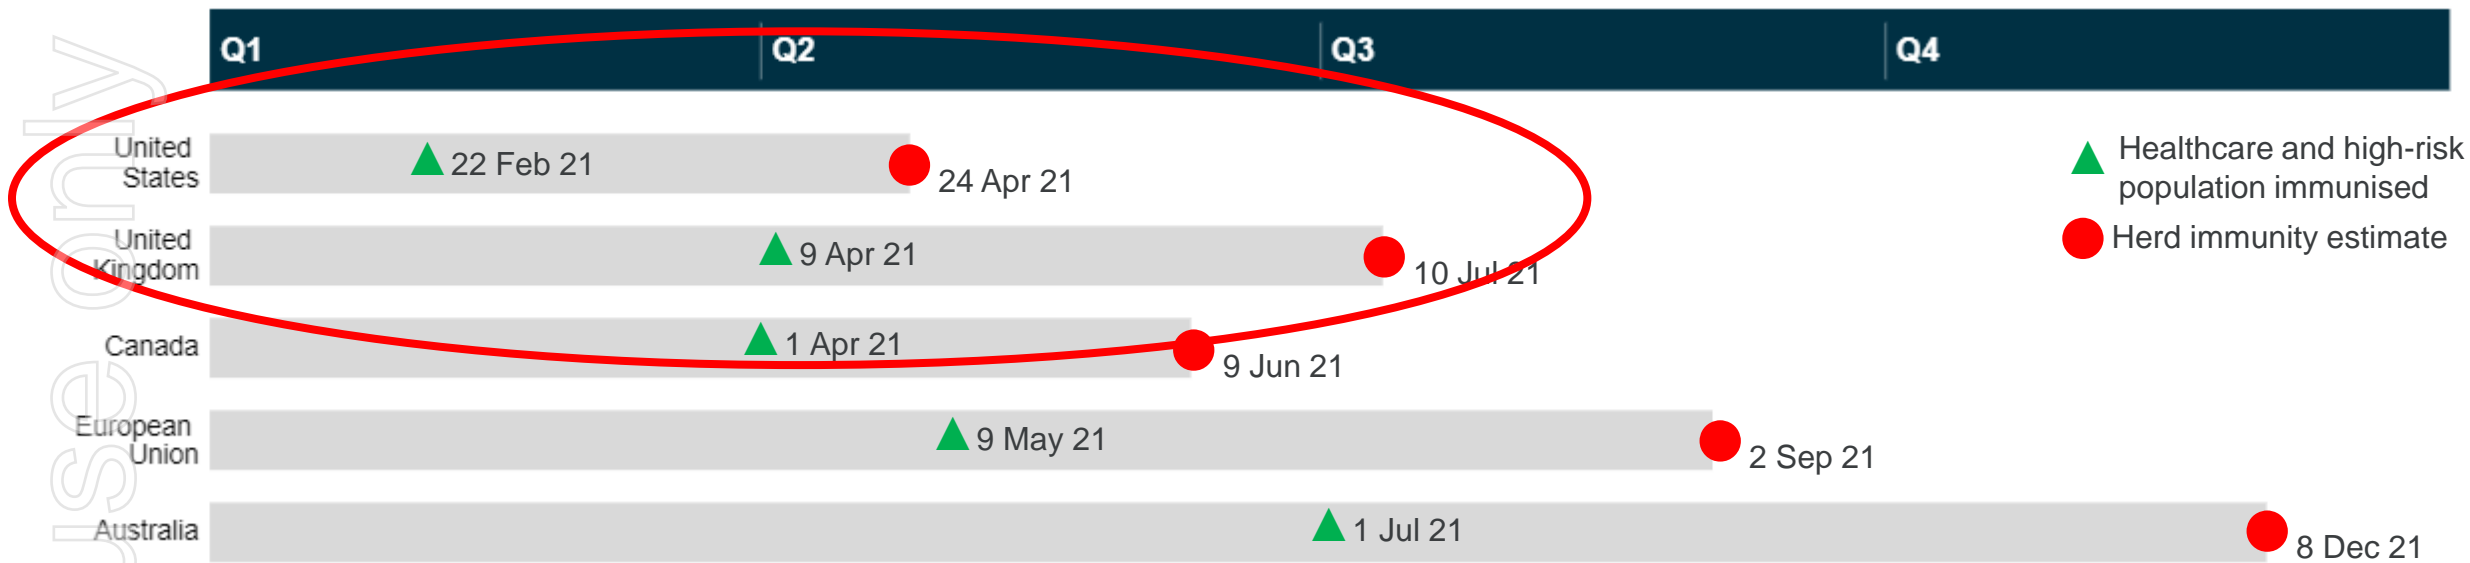 Q1 Q2 Q3 Q4
United
States
22 Feb 21
24 Apr 21
United
Kingdom
9 Apr 21
10 Jul 21
Canada
1 Apr 21
9 Jun 21
European
Union
9 May 21
2 Sep 21
Australia
1 Jul 21
8 Dec 21
Healthcare and high-risk
population immunised
Herd immunity estimate
use only